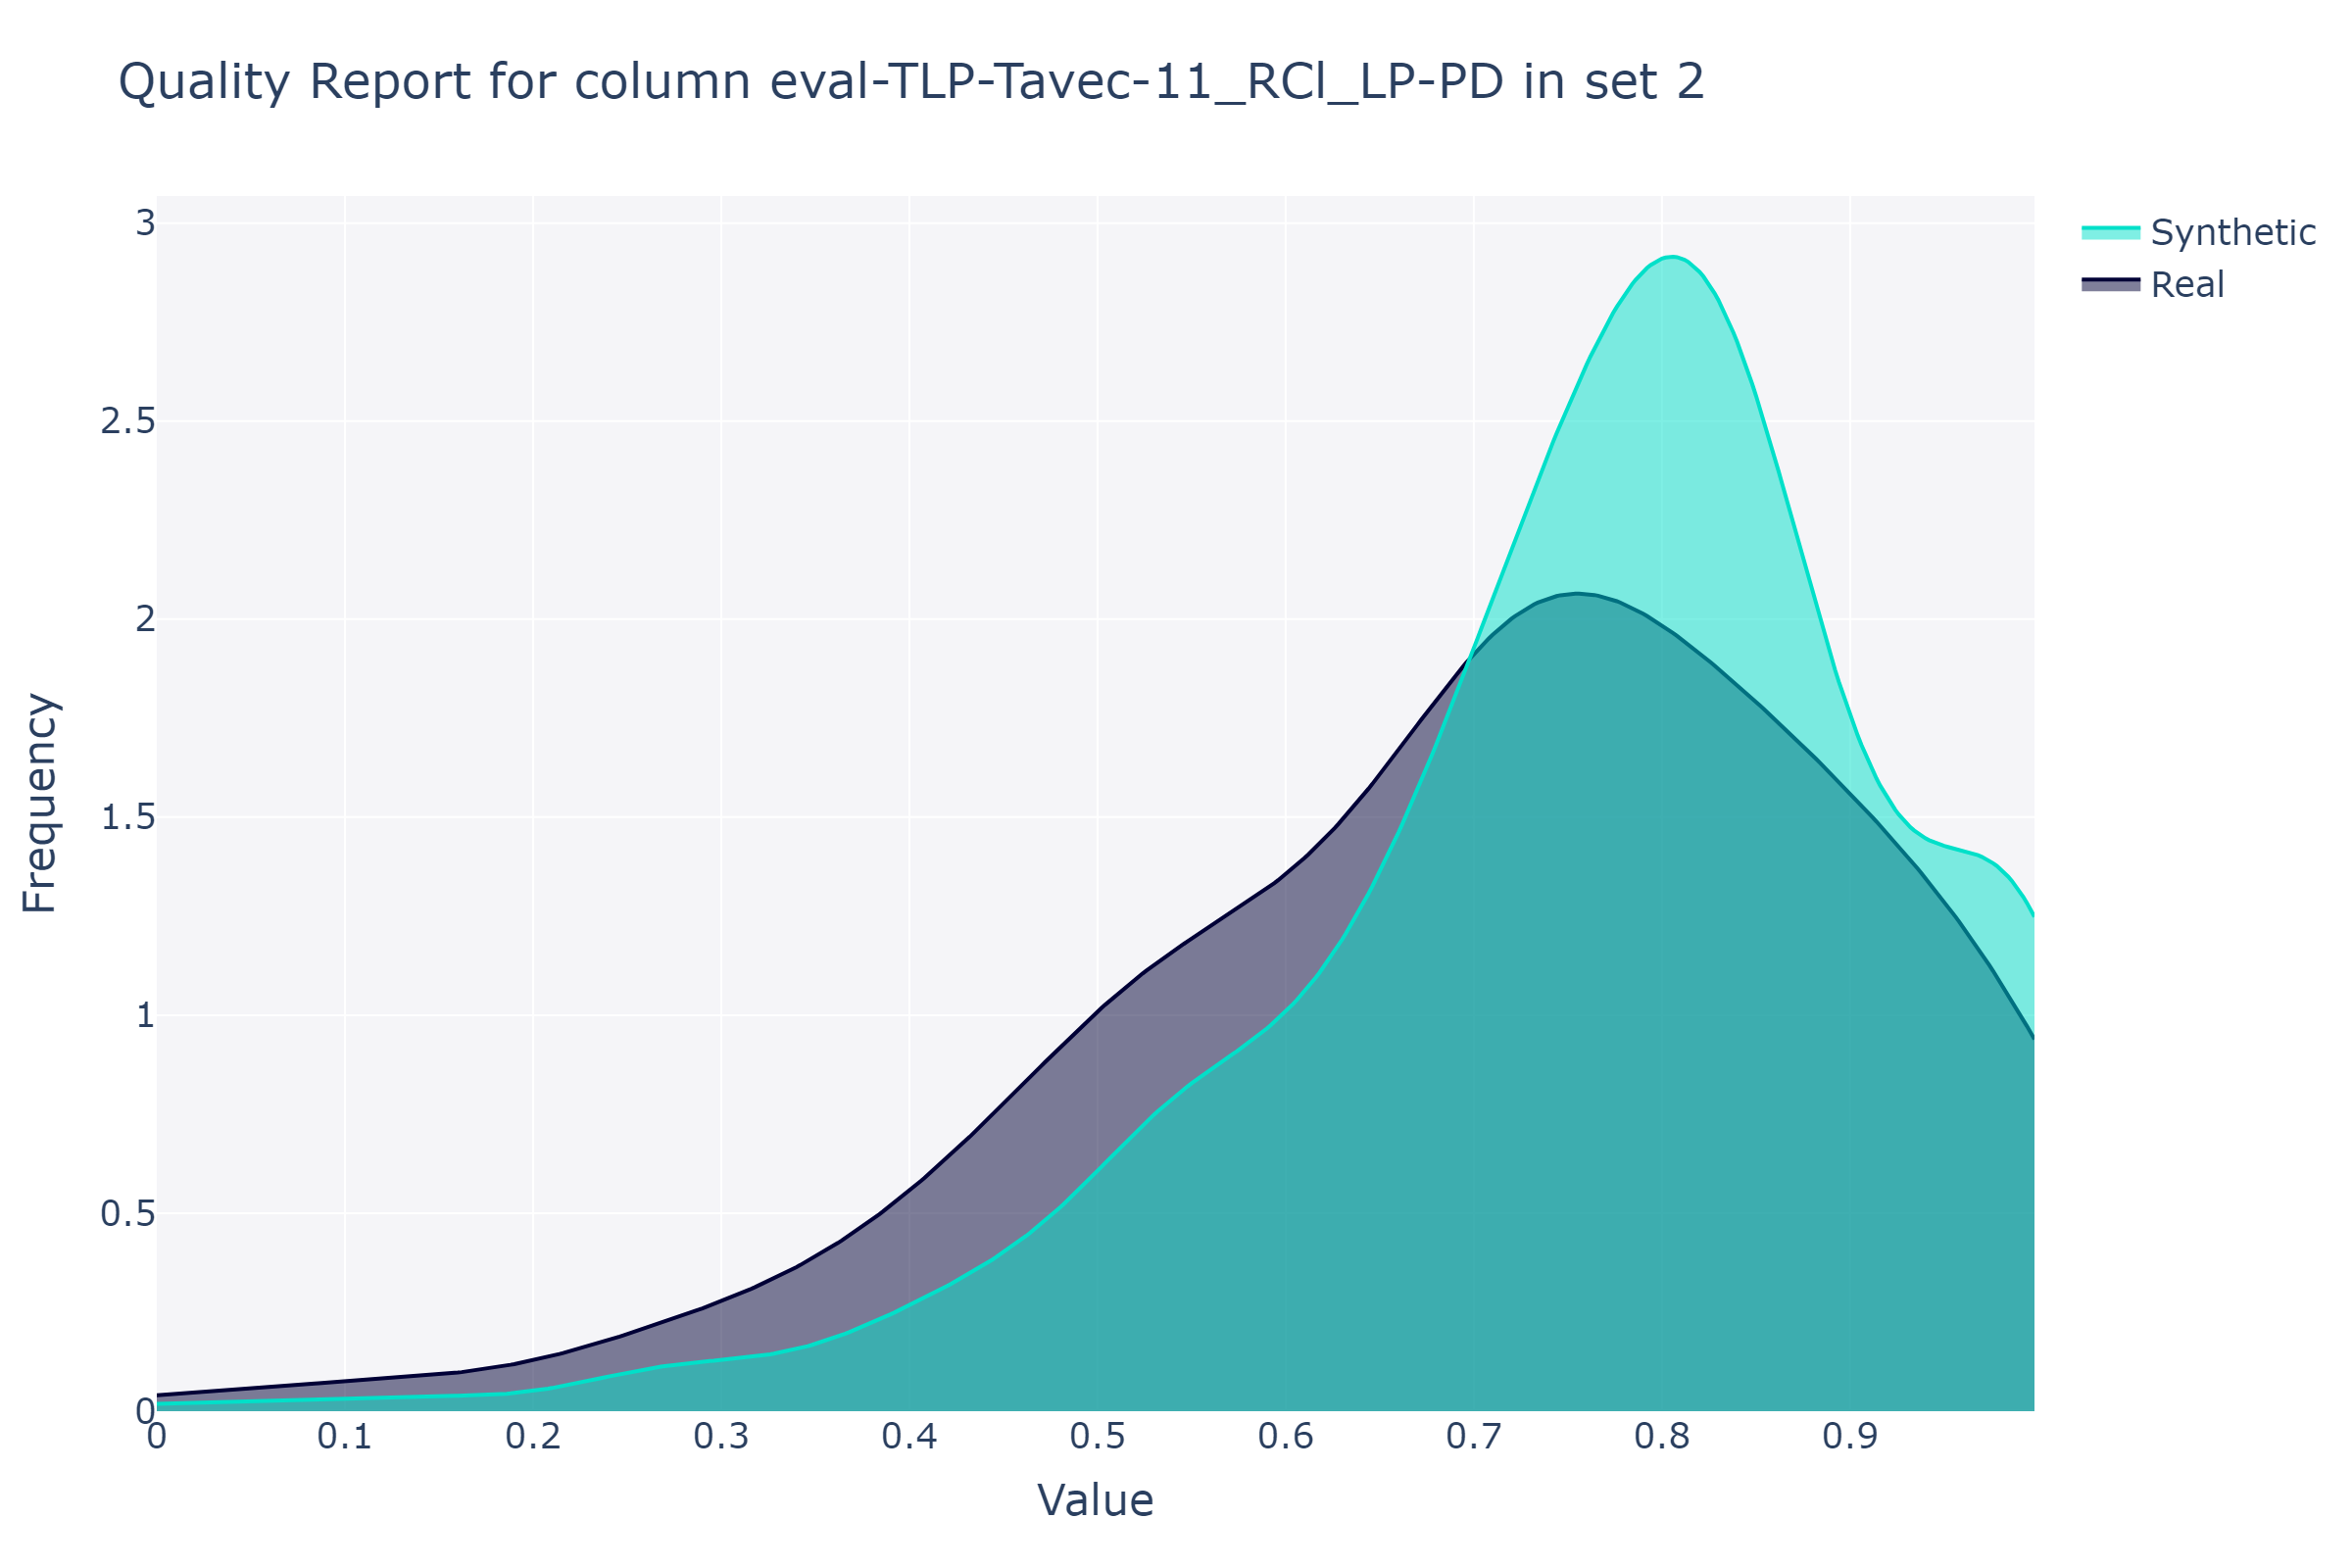 Quality Report for column eval-TLP-Tavec-11_RCl_LP-PD in set 2
Synthetic
Real
3
2.5
2
1.5
1
0.5
0
Frequency
0 0.1 0.2 0.3 0.4 0.5 0.6 0.7 0.8 0.9
Value